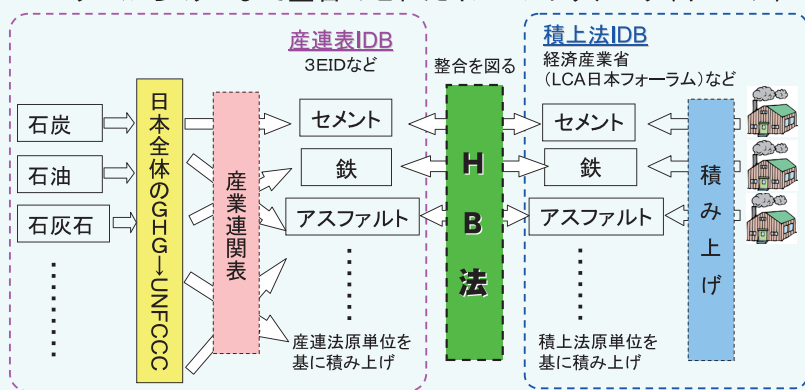 産連表IDB
3EIDなど
積上法IDB
経済産業省
(LCA日本フォーラム)など
整合を図る
石炭
石油
石灰石
日本全体のGHG→UNFCCC
産業連関表
セメント
鉄
アスファルト
産連法原単位を
基に積み上げ
HB法
セメント
鉄
アスファルト
積上法原単位を
基に積み上げ
積み上げ